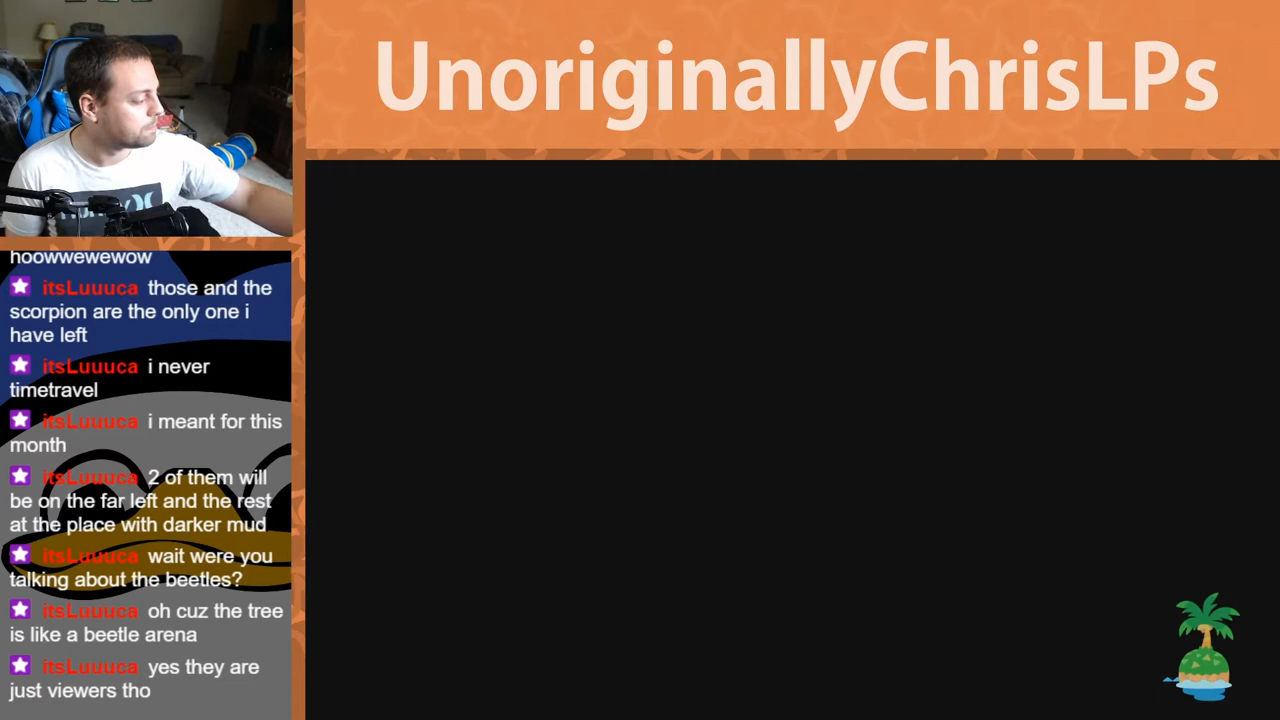 UnoriginallyChrisLPs
hoowwewewow
itsLuuuca those and the
scorpion are the only one i
have left
itsLuuuca i never
timetravel
itsLuuuca i meant for this
month
itsLuuuca 2 of them will
be on the far left and the rest
at the place with darker mud
itsLuuuca wait were you
talking about the beetles?
itsLuuuca oh cuz the tree
is like a beetle arena
itsLuuuca yes they are
just viewers tho